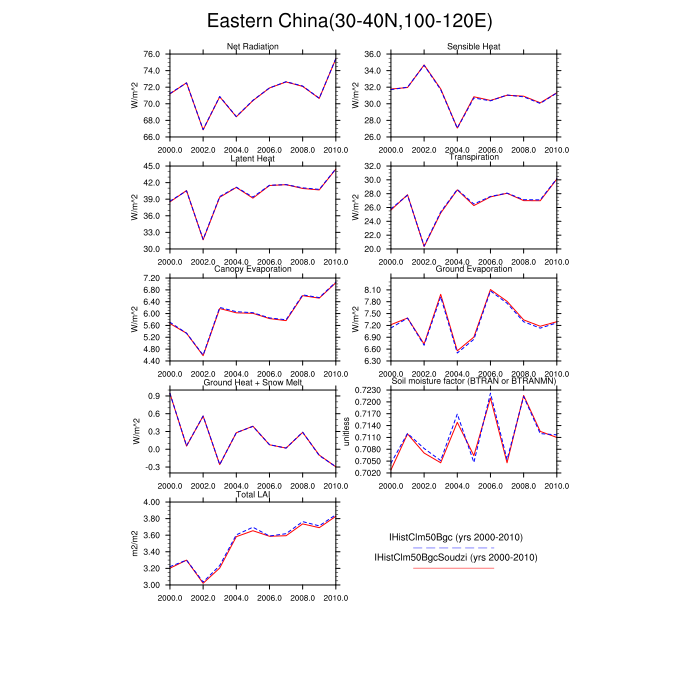 Eastern China(30-40N,100-120E)
Net Radiation
Sensible Heat
76.0
74.0
72.0
70.0
68.0
66.0
W/m^2
36.0
34.0
32.0
30.0
28.0
26.0
W/m^2
2000.0 2002.0 2004.0 2006.0 2008.0 2010.0
2000.0 2002.0 2004.0 2006.0 2008.0 2010.0
Latent Heat
Transpiration
45.0
42.0
39.0
36.0
33.0
30.0
W/m^2
32.0
30.0
28.0
26.0
24.0
22.0
20.0
W/m^2
2000.0 2002.0 2004.0 2006.0 2008.0 2010.0
2000.0 2002.0 2004.0 2006.0 2008.0 2010.0
Canopy Evaporation
Ground Evaporation
7.20
6.80
6.40
6.00
5.60
5.20
4.80
4.40
W/m^2
8.10
7.80
7.50
7.20
6.90
6.60
6.30
W/m^2
2000.0 2002.0 2004.0 2006.0 2008.0 2010.0
2000.0 2002.0 2004.0 2006.0 2008.0 2010.0
Ground Heat + Snow Melt
Soil moisture factor (BTRAN or BTRANMN)
0.9
0.6
0.3
0.0
-0.3
W/m^2
0.7230
0.7200
0.7170
0.7140
0.7110
0.7080
0.7050
0.7020
unitless
2000.0 2002.0 2004.0 2006.0 2008.0 2010.0
2000.0 2002.0 2004.0 2006.0 2008.0 2010.0
Total LAI
4.00
3.80
3.60
3.40
3.20
3.00
m2/m2
2000.0 2002.0 2004.0 2006.0 2008.0 2010.0
IHistClm50Bgc (yrs 2000-2010)
IHistClm50BgcSoudzi (yrs 2000-2010)